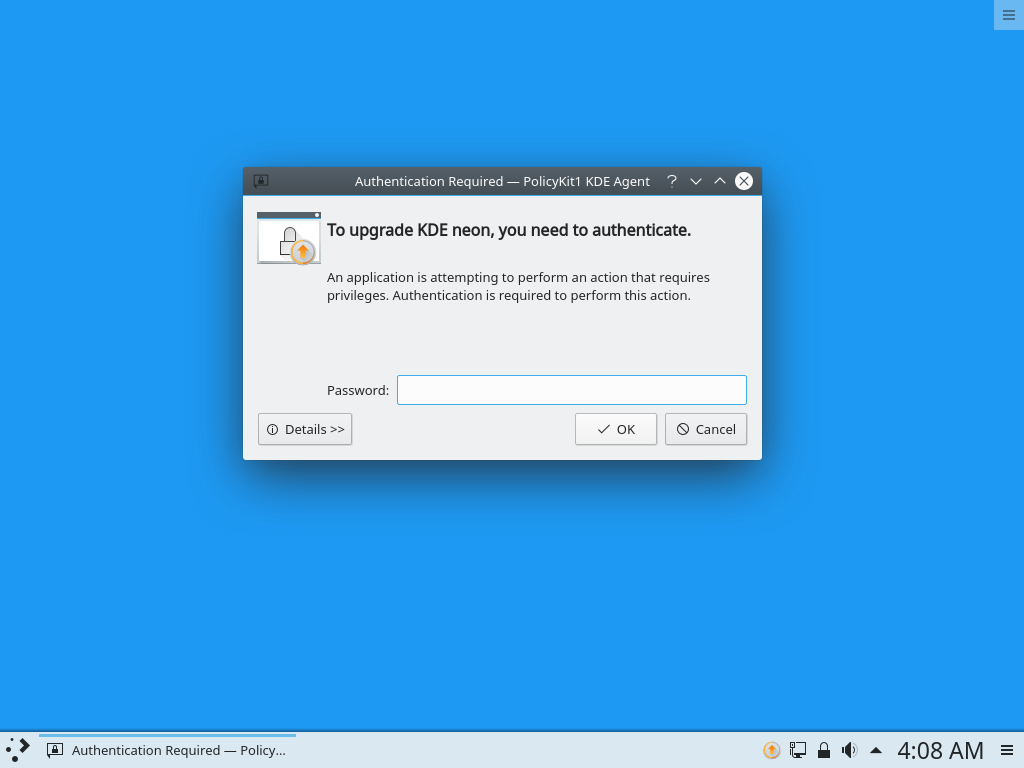 Authentication Required — PolicyKit1 KDE Agent
To upgrade KDE neon, you need to authenticate.
An application is attempting to perform an action that requires
privileges. Authentication is required to perform this action.
Password:
Details >>
OK
Cancel
Authentication Required — Policy...
4:08 AM